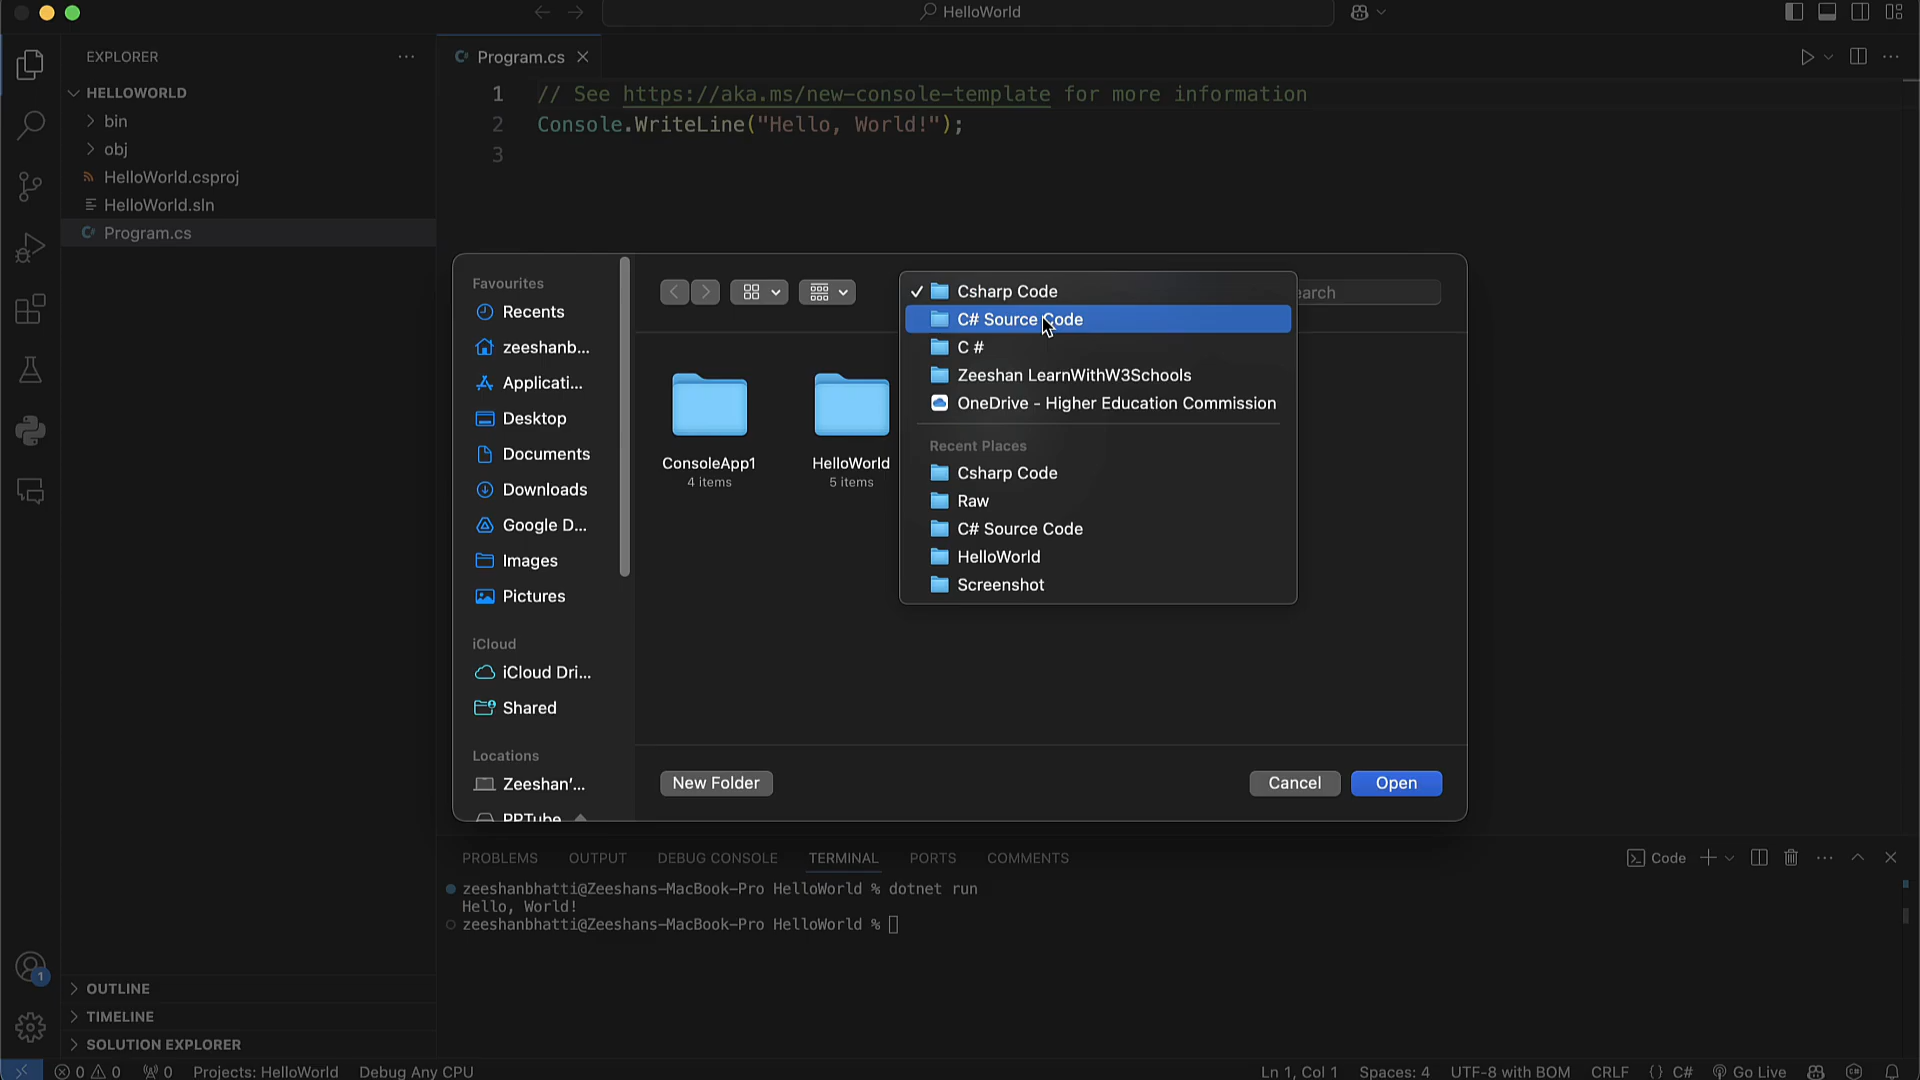 HelloWorld
EXPLORER
HELLOWORLD
bin
obj
HelloWorld.csproj
HelloWorld.sln
C# Program.cs
C# Program.cs
1 // See https://aka.ms/new-console-template for more information
2 Console.WriteLine("Hello, World!");
3
Favourites
Recents
zeeshanb...
Applicati...
Desktop
Documents
Downloads
Google D...
Images
Pictures
iCloud
iCloud Dri...
Shared
Locations
Zeeshan’...
PPTube
ConsoleApp1
4 items
HelloWorld
5 items
earch
Csharp Code
C# Source Code
C #
Zeeshan LearnWithW3Schools
OneDrive - Higher Education Commission
Recent Places
Csharp Code
Raw
C# Source Code
HelloWorld
Screenshot
New Folder
Cancel
Open
PROBLEMS OUTPUT DEBUG CONSOLE TERMINAL PORTS COMMENTS
Code
zeeshanbhatti@Zeeshans-MacBook-Pro HelloWorld % dotnet run
Hello, World!
zeeshanbhatti@Zeeshans-MacBook-Pro HelloWorld %
1
OUTLINE
TIMELINE
SOLUTION EXPLORER
0 0 0 Projects: HelloWorld Debug Any CPU Ln 1, Col 1 Spaces: 4 UTF-8 with BOM CRLF {} C# Go Live